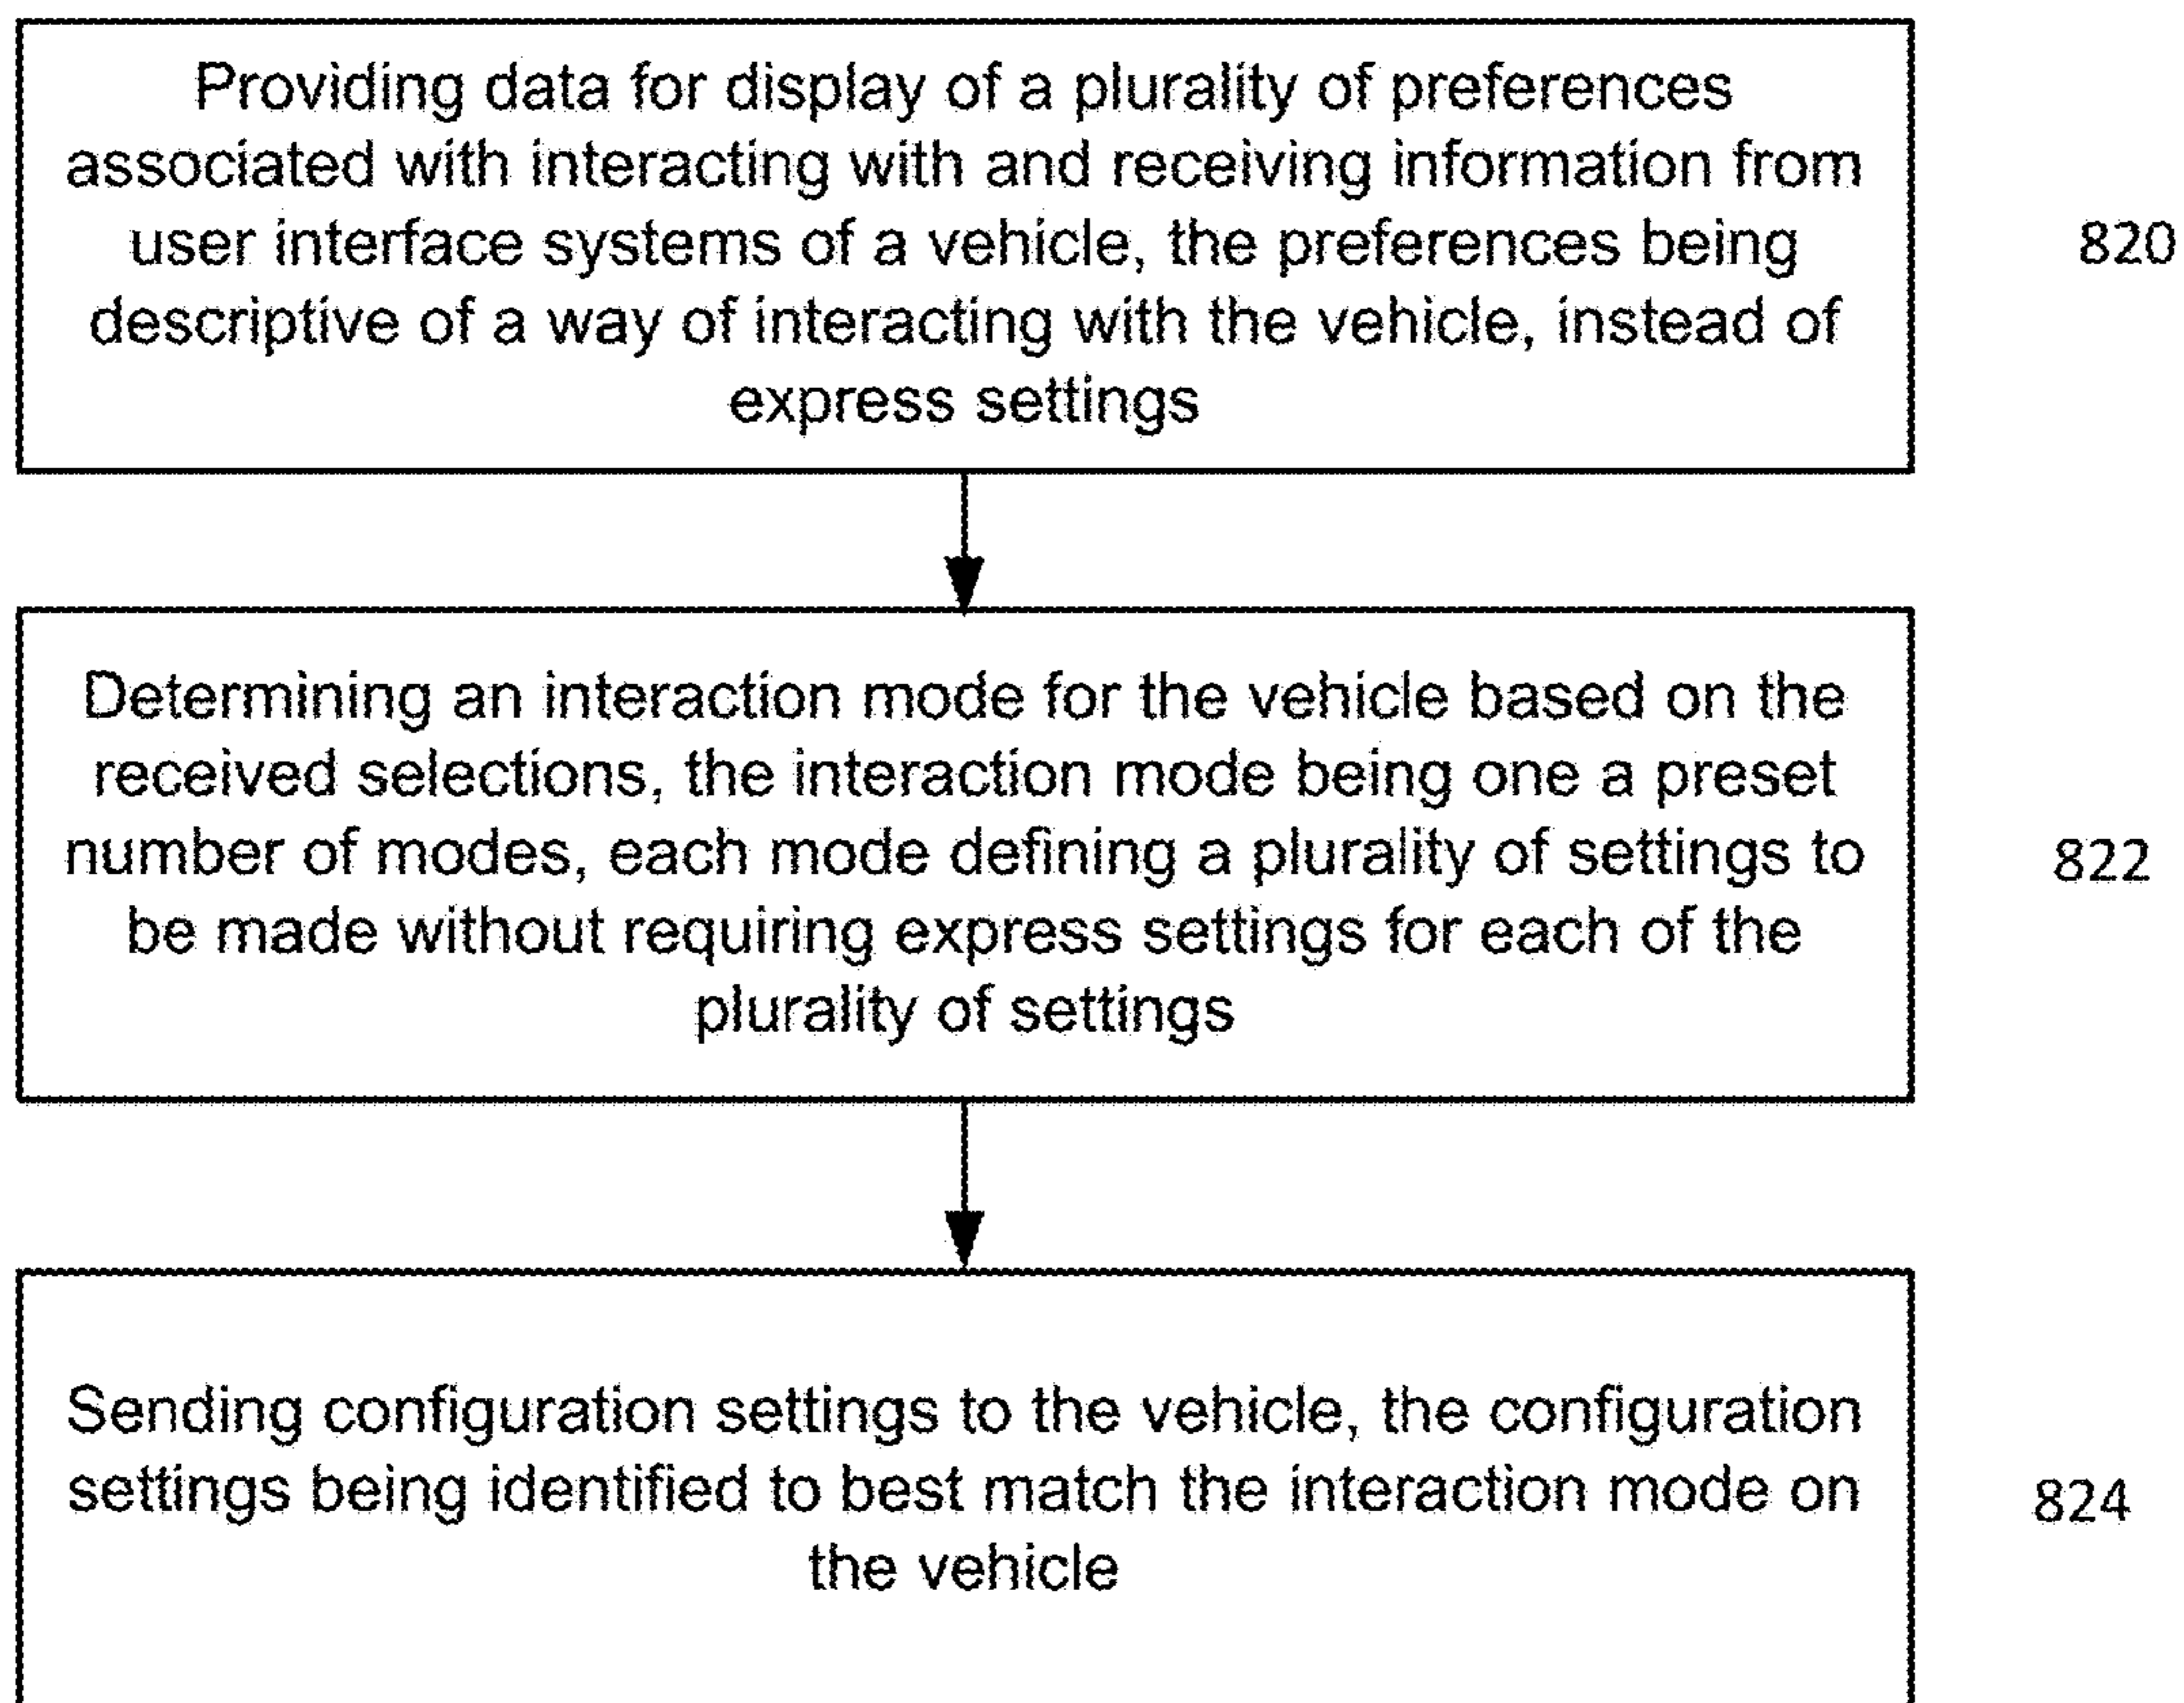 Providing data for display of a plurality of preferences
associated with interacting with and receiving information from
user interface systems of a vehicle, the preferences being
descriptive of a way of interacting with the vehicle, instead of
express settings
820
Determining an interaction mode for the vehicle based on the
received selections, the interaction mode being one a preset
number of modes, each mode defining a plurality of settings to
be made without requiring express settings for each of the
plurality of settings
822
Sending configuration settings to the vehicle, the configuration
settings being identified to best match the interaction mode on
the vehicle
824